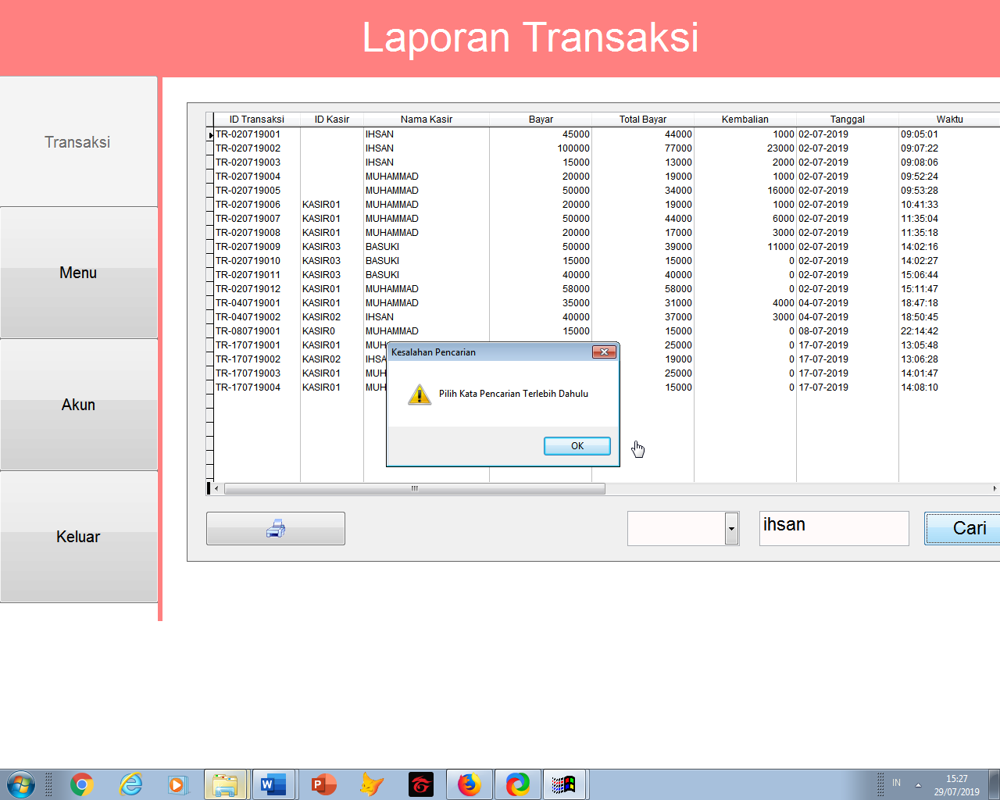 Laporan Transaksi
Transaksi
Menu
Akun
Keluar
ID Transaksi ID Kasir Nama Kasir Bayar Total Bayar Kembalian Tanggal Waktu
TR-020719001 IHSAN 45000 44000 1000 02-07-2019 09:05:01
TR-020719002 IHSAN 100000 77000 23000 02-07-2019 09:07:22
TR-020719003 IHSAN 15000 13000 2000 02-07-2019 09:08:06
TR-020719004 MUHAMMAD 20000 19000 1000 02-07-2019 09:52:24
TR-020719005 MUHAMMAD 50000 34000 16000 02-07-2019 09:53:28
TR-020719006 KASIR01 MUHAMMAD 20000 19000 1000 02-07-2019 10:41:33
TR-020719007 KASIR01 MUHAMMAD 50000 44000 6000 02-07-2019 11:35:04
TR-020719008 KASIR01 MUHAMMAD 20000 17000 3000 02-07-2019 11:35:18
TR-020719009 KASIR03 BASUKI 50000 39000 11000 02-07-2019 14:02:16
TR-020719010 KASIR03 BASUKI 15000 15000 0 02-07-2019 14:02:27
TR-020719011 KASIR03 BASUKI 40000 40000 0 02-07-2019 15:06:44
TR-020719012 KASIR01 MUHAMMAD 58000 58000 0 02-07-2019 15:11:47
TR-040719001 KASIR01 MUHAMMAD 35000 31000 4000 04-07-2019 18:47:18
TR-040719002 KASIR02 IHSAN 40000 37000 3000 04-07-2019 18:50:45
TR-080719001 KASIR0 MUHAMMAD 15000 15000 0 08-07-2019 22:14:42
TR-170719001 KASIR01 MUH 25000 0 17-07-2019 13:05:48
TR-170719002 KASIR02 IHSA 19000 0 17-07-2019 13:06:28
TR-170719003 KASIR01 MUH 25000 0 17-07-2019 14:01:47
TR-170719004 KASIR01 MUH 15000 0 17-07-2019 14:08:10
Kesalahan Pencarian
Pilih Kata Pencarian Terlebih Dahulu
OK
ihsan
Cari
IN
15:27
29/07/2019